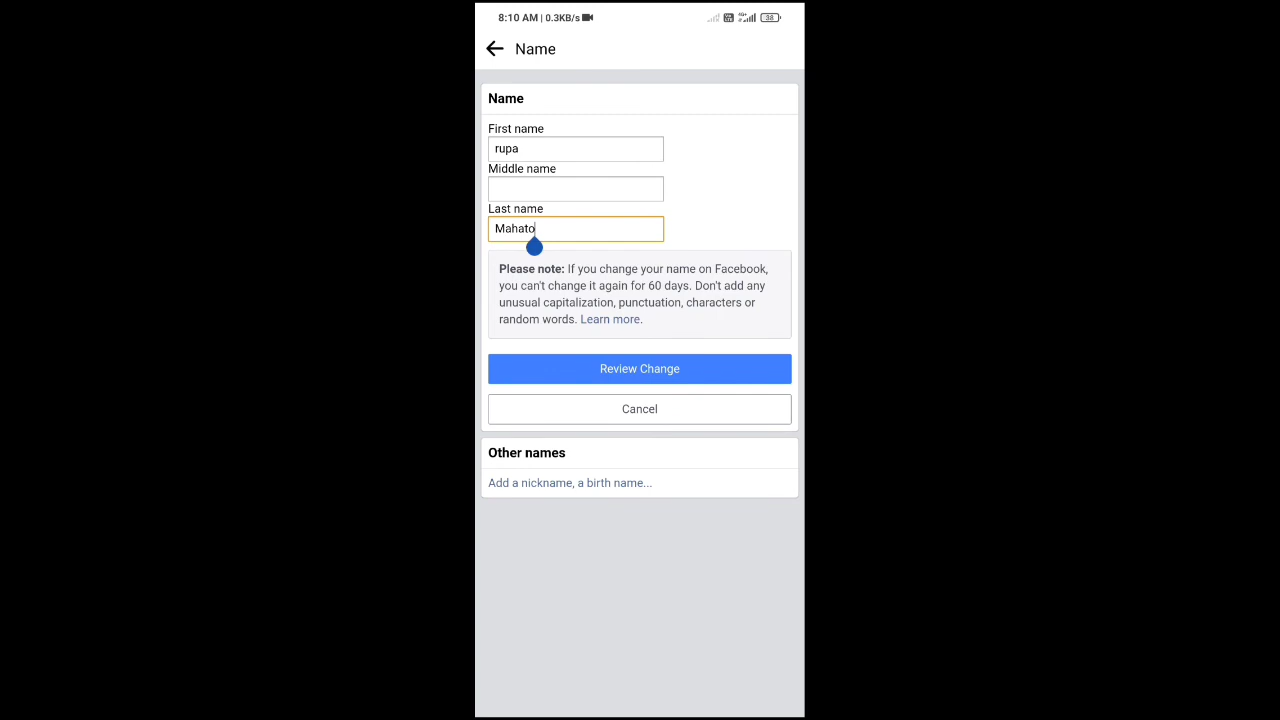 8:10 AM | 0.3KB/s
38
Name
Name
First name
rupa
Middle name
Last name
Mahato
Please note: If you change your name on Facebook,
you can't change it again for 60 days. Don't add any
unusual capitalization, punctuation, characters or
random words. Learn more.
Review Change
Cancel
Other names
Add a nickname, a birth name...